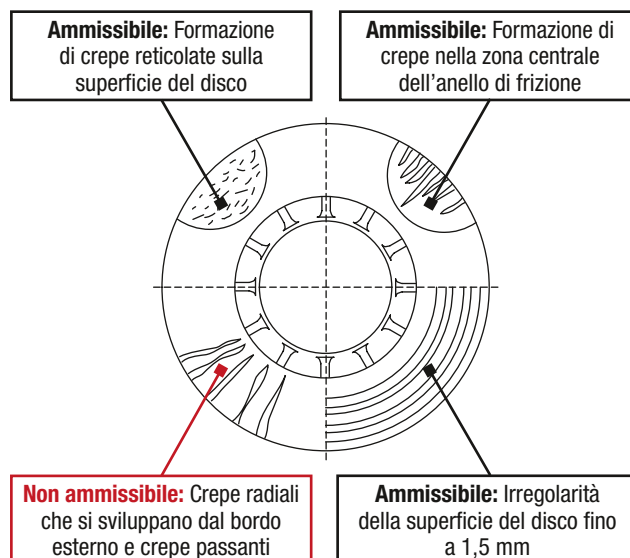 Ammissibile: Formazione
di crepe reticolate sulla
superficie del disco
Ammissibile: Formazione di
crepe nella zona centrale
dell’anello di frizione
Non ammissibile: Crepe radiali
che si sviluppano dal bordo
esterno e crepe passanti
Ammissibile: Irregolarità
della superficie del disco fino
a 1,5 mm